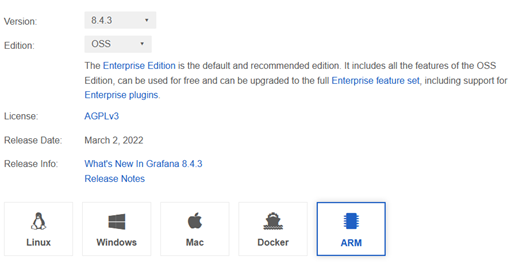 Version: 8.4.3
Edition: OSS
The Enterprise Edition is the default and recommended edition. It includes all the features of the OSS
Edition, can be used for free and can be upgraded to the full Enterprise feature set, including support for
Enterprise plugins.
License: AGPLv3
Release Date: March 2, 2022
Release Info: What's New In Grafana 8.4.3
Release Notes
Linux Windows Mac Docker ARM